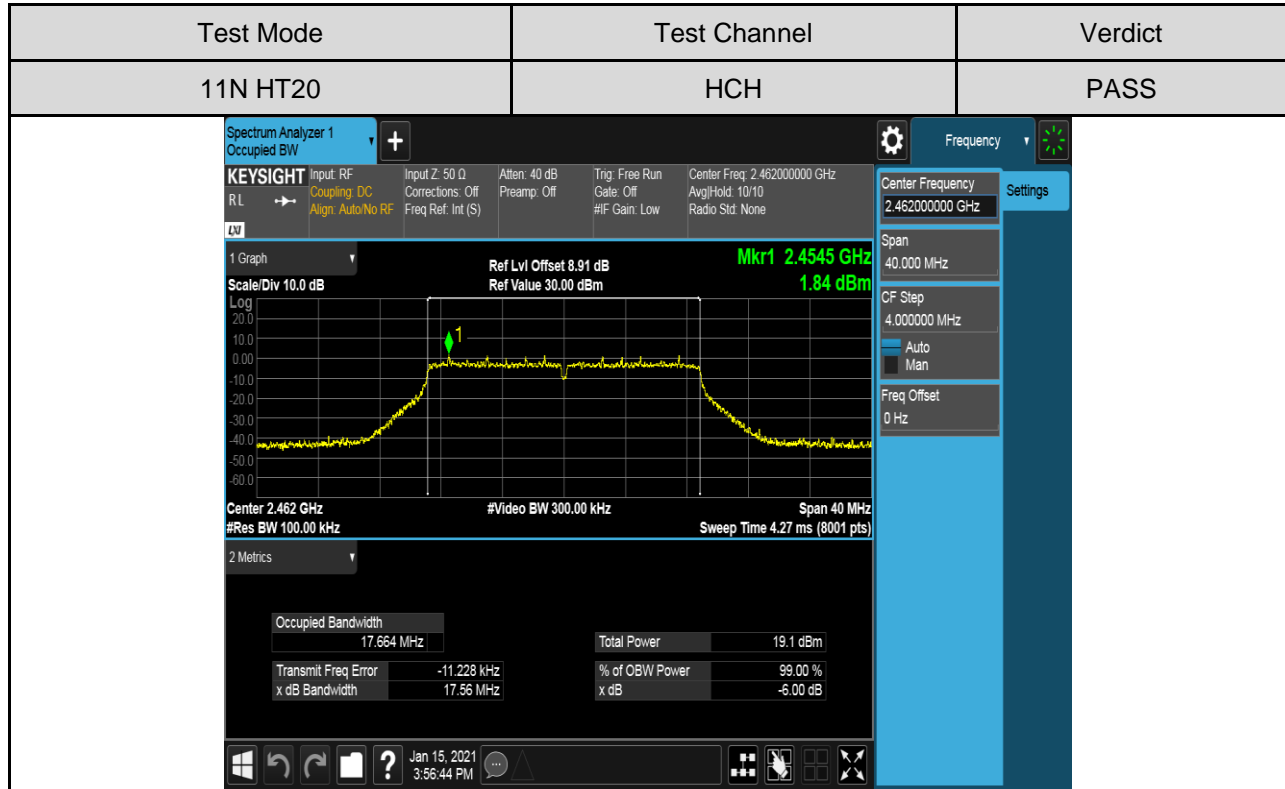 Test Mode Test Channel Verdict
11N HT20 HCH PASS
Spectrum Analyzer 1
Occupied BW
+
Frequency
KEYSIGHT Input: RF Input Z: 50 Ω Atten: 40 dB Trig: Free Run Center Freq: 2.462000000 GHz
RL Coupling: DC Corrections: Off Preamp: Off Gate: Off Avg|Hold: 10/10
Align: Auto/No RF Freq Ref: Int (S) #IF Gain: Low Radio Std: None
LXI
Center Frequency
2.462000000 GHz
Settings
Span
40.000 MHz
CF Step
4.000000 MHz
Auto
Man
Freq Offset
0 Hz
1 Graph
Scale/Div 10.0 dB
Ref Lvl Offset 8.91 dB
Ref Value 30.00 dBm
Mkr1 2.4545 GHz
1.84 dBm
Log
20.0
10.0
0.00
-10.0
-20.0
-30.0
-40.0
-50.0
-60.0
1
Center 2.462 GHz #Video BW 300.00 kHz Span 40 MHz
#Res BW 100.00 kHz Sweep Time 4.27 ms (8001 pts)
2 Metrics
Occupied Bandwidth
17.664 MHz
Total Power 19.1 dBm
Transmit Freq Error -11.228 kHz % of OBW Power 99.00 %
x dB Bandwidth 17.56 MHz x dB -6.00 dB
?
Jan 15, 2021
3:56:44 PM